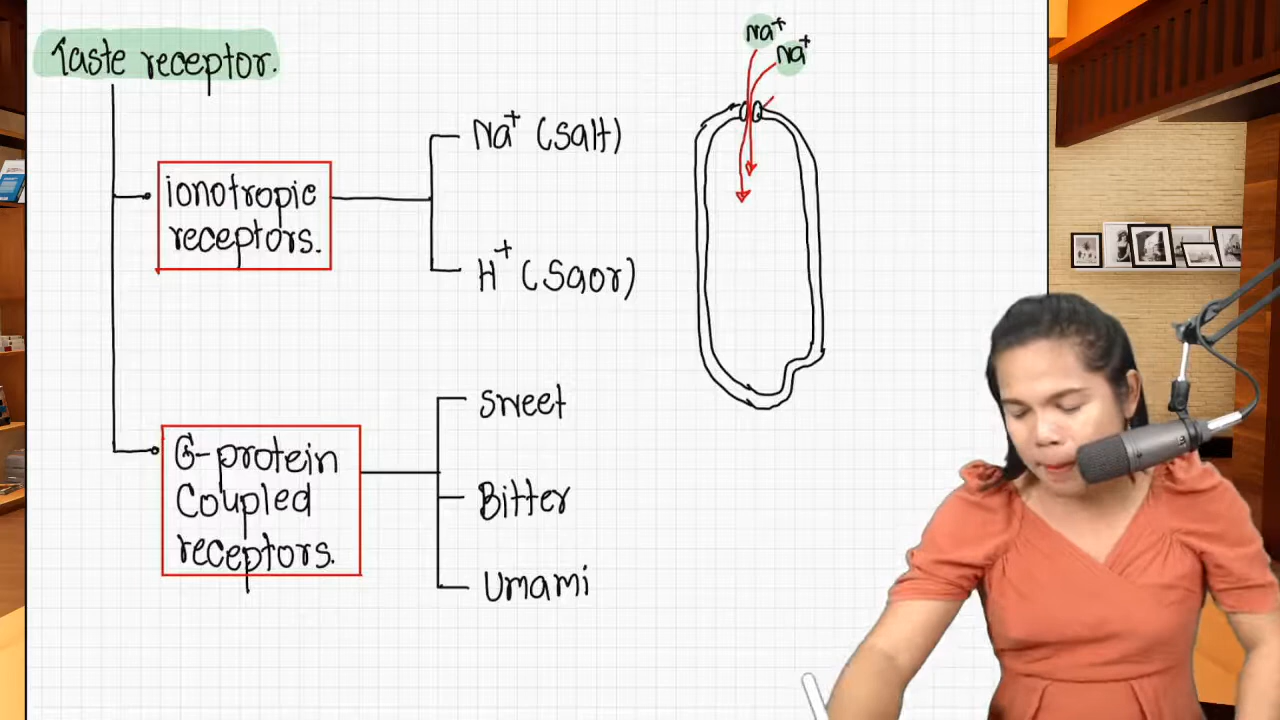 Taste receptor.
Na⁺
Na⁺
Na⁺ (Salt)
ionotropic
receptors.
H⁺ (Saor)
Sweet
G-protein
Coupled
receptors.
Bitter
Umami